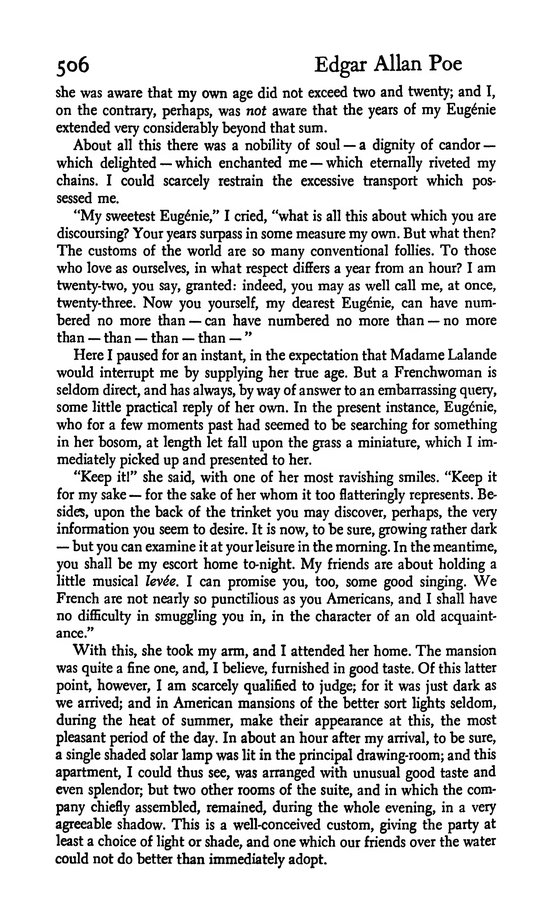 506 Edgar Allan Poe
she was aware that my own age did not exceed two and twenty; and I,
on the contrary, perhaps, was not aware that the years of my Eugénie
extended very considerably beyond that sum.
About all this there was a nobility of soul — a dignity of candor —
which delighted — which enchanted me — which eternally riveted my
chains. I could scarcely restrain the excessive transport which pos-
sessed me.
“My sweetest Eugénie,” I cried, “what is all this about which you are
discoursing? Your years surpass in some measure my own. But what then?
The customs of the world are so many conventional follies. To those
who love as ourselves, in what respect differs a year from an hour? I am
twenty-two, you say, granted: indeed, you may as well call me, at once,
twenty-three. Now you yourself, my dearest Eugénie, can have num-
bered no more than — can have numbered no more than — no more
than — than — than — than — ”
Here I paused for an instant, in the expectation that Madame Lalande
would interrupt me by supplying her true age. But a Frenchwoman is
seldom direct, and has always, by way of answer to an embarrassing query,
some little practical reply of her own. In the present instance, Eugénie,
who for a few moments past had seemed to be searching for something
in her bosom, at length let fall upon the grass a miniature, which I im-
mediately picked up and presented to her.
“Keep it!” she said, with one of her most ravishing smiles. “Keep it
for my sake — for the sake of her whom it too flatteringly represents. Be-
sides, upon the back of the trinket you may discover, perhaps, the very
information you seem to desire. It is now, to be sure, growing rather dark
— but you can examine it at your leisure in the morning. In the meantime,
you shall be my escort home to-night. My friends are about holding a
little musical levée. I can promise you, too, some good singing. We
French are not nearly so punctilious as you Americans, and I shall have
no difficulty in smuggling you in, in the character of an old acquaint-
ance.”
With this, she took my arm, and I attended her home. The mansion
was quite a fine one, and, I believe, furnished in good taste. Of this latter
point, however, I am scarcely qualified to judge; for it was just dark as
we arrived; and in American mansions of the better sort lights seldom,
during the heat of summer, make their appearance at this, the most
pleasant period of the day. In about an hour after my arrival, to be sure,
a single shaded solar lamp was lit in the principal drawing-room; and this
apartment, I could thus see, was arranged with unusual good taste and
even splendor; but two other rooms of the suite, and in which the com-
pany chiefly assembled, remained, during the whole evening, in a very
agreeable shadow. This is a well-conceived custom, giving the party at
least a choice of light or shade, and one which our friends over the water
could not do better than immediately adopt.